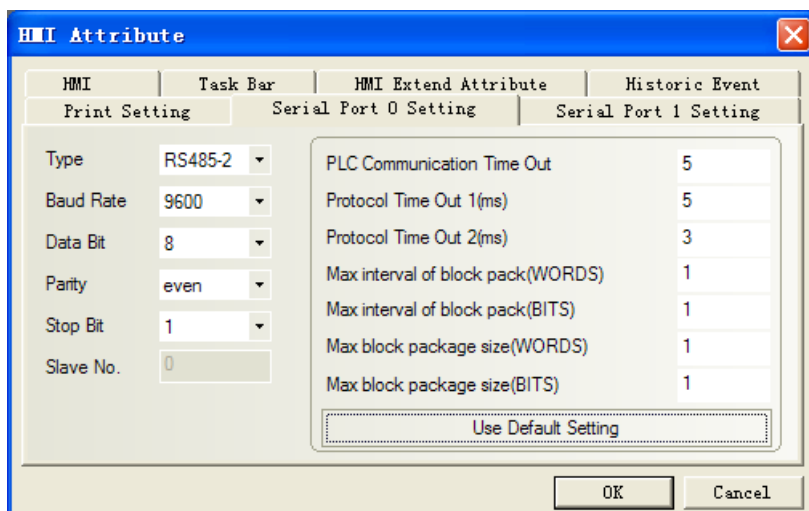 HMI Attribute
HMI Task Bar HMI Extend Attribute Historic Event
Print Setting Serial Port 0 Setting Serial Port 1 Setting
Type RS485-2
Baud Rate 9600
Data Bit 8
Parity even
Stop Bit 1
Slave No. 0
PLC Communication Time Out 5
Protocol Time Out 1(ms) 5
Protocol Time Out 2(ms) 3
Max interval of block pack(WORDS) 1
Max interval of block pack(BITS) 1
Max block package size(WORDS) 1
Max block package size(BITS) 1
Use Default Setting
OK Cancel